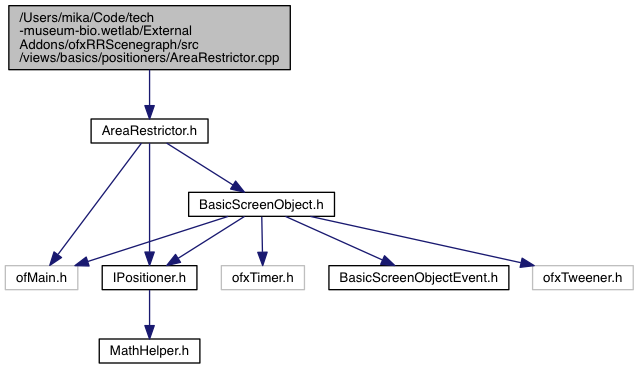 /Users/mika/Code/tech
-museum-bio.wetlab/External
Addons/ofxRRScenegraph/src
/views/basics/positioners/AreaRestrictor.cpp
AreaRestrictor.h
BasicScreenObject.h
ofMain.h
IPositioner.h
ofxTimer.h
BasicScreenObjectEvent.h
ofxTweener.h
MathHelper.h